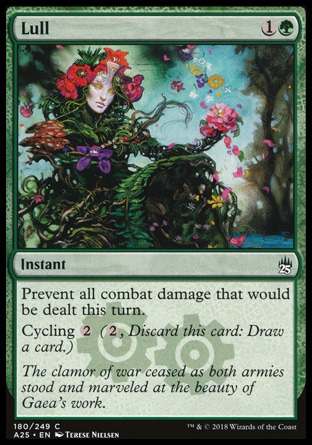 Lull 1
Instant
25
Prevent all combat damage that would
be dealt this turn.
Cycling 2 (2, Discard this card: Draw
a card.)
The clamor of war ceased as both armies
stood and marveled at the beauty of
Gaea's work.
180/249 C
A25 • EN Terese Nielsen
™ & © 2018 Wizards of the Coast